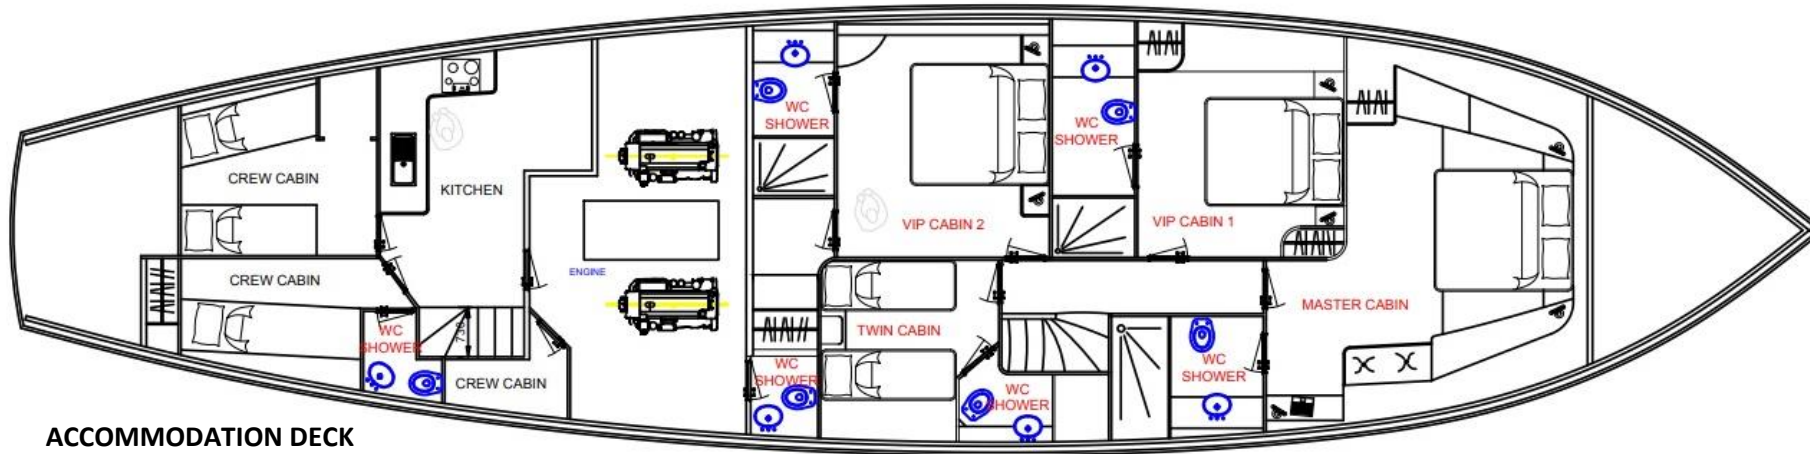 WC
SHOWER
WC
SHOWER
CREW CABIN
KITCHEN
VIP CABIN 2
VIP CABIN 1
ENGINE
CREW CABIN
MASTER CABIN
WC
SHOWER
730
TWIN CABIN
WC
SHOWER
WC
SHOWER
CREW CABIN
WC
SHOWER
ACCOMMODATION DECK